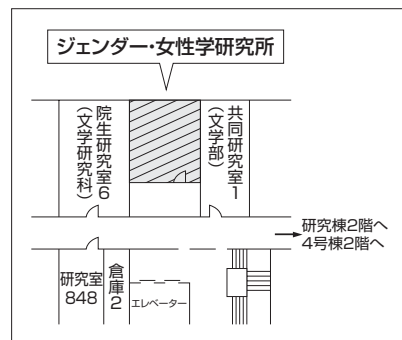 ジェンダー・女性学研究所
院生研究室6
（文学研究科）
共同研究室1
（文学部）
研究棟2階へ
4号棟2階へ
研究室
848
倉庫2
エレベーター